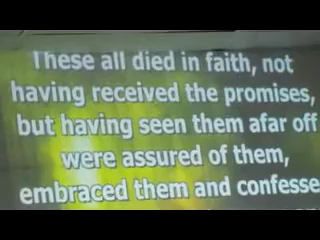 These all died in faith, not
having received the promises,
but having seen them afar off
were assured of them,
embraced them and confesse